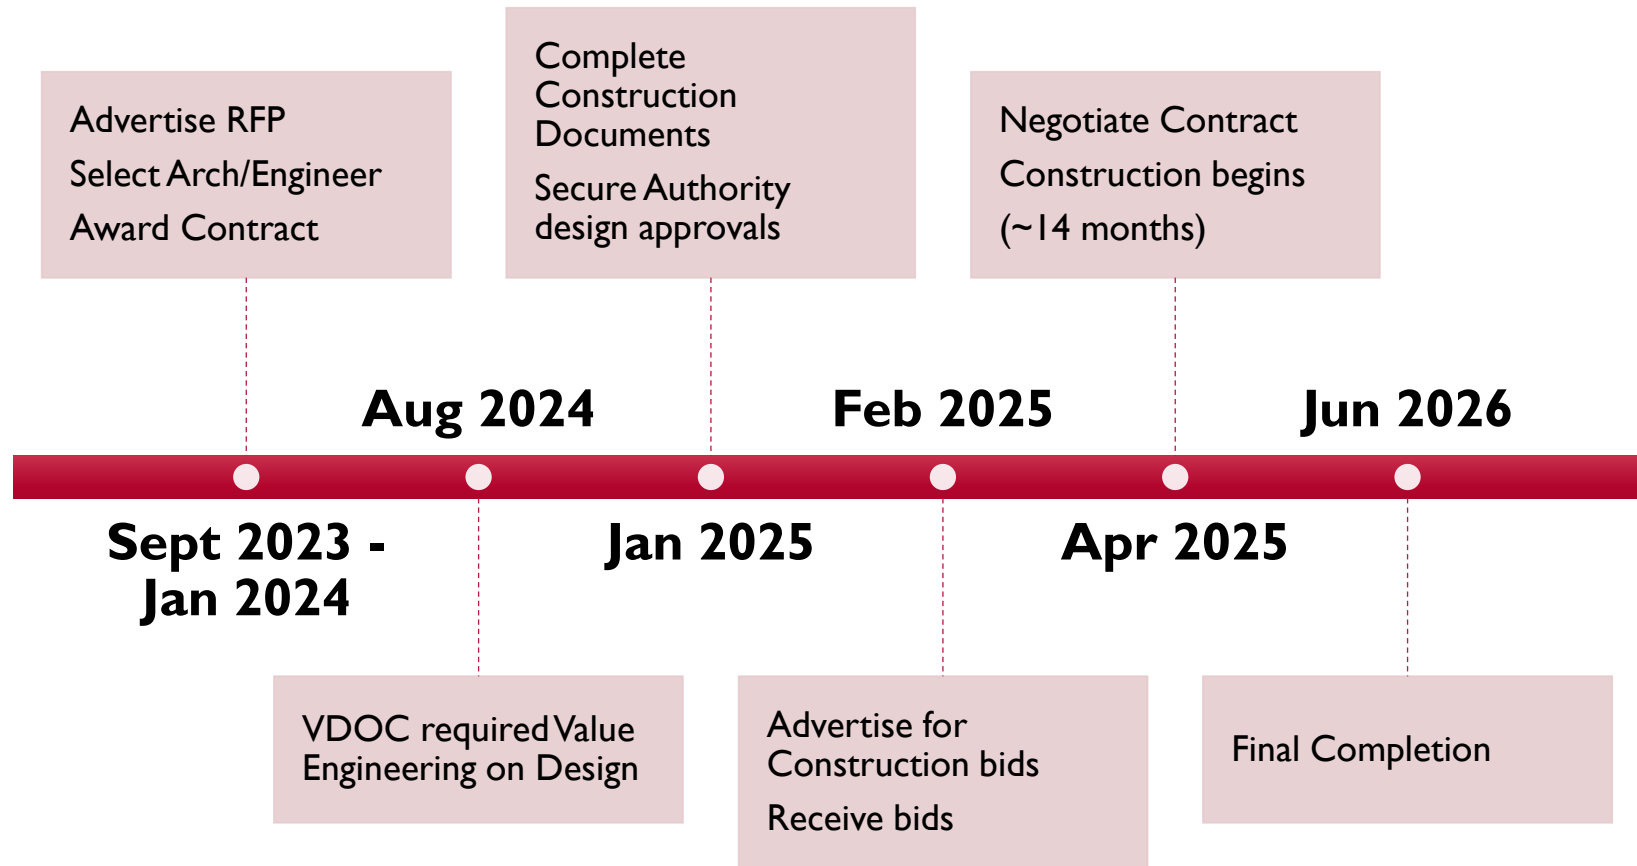 Advertise RFP
Select Arch/Engineer
Award Contract
Complete
Construction
Documents
Secure Authority
design approvals
Negotiate Contract
Construction begins
(~14 months)
Aug 2024
Feb 2025
Jun 2026
Sept 2023 -
Jan 2024
Jan 2025
Apr 2025
VDOC required Value
Engineering on Design
Advertise for
Construction bids
Receive bids
Final Completion